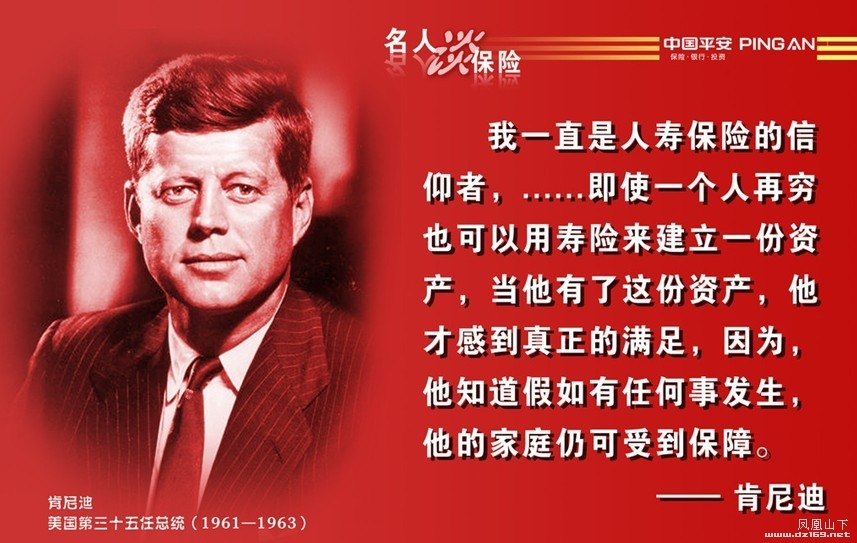 名人谈保险
中国平安 PING AN
保险·银行·投资
我一直是人寿保险的信
仰者，……即使一个人再穷
也可以用寿险来建立一份资
产，当他有了这份资产，他
才感到真正的满足，因为，
他知道假如有任何事发生，
他的家庭仍可受到保障。
—— 肯尼迪
肯尼迪
美国第三十五任总统（1961—1963）
凤凰山下
www.dz169.net